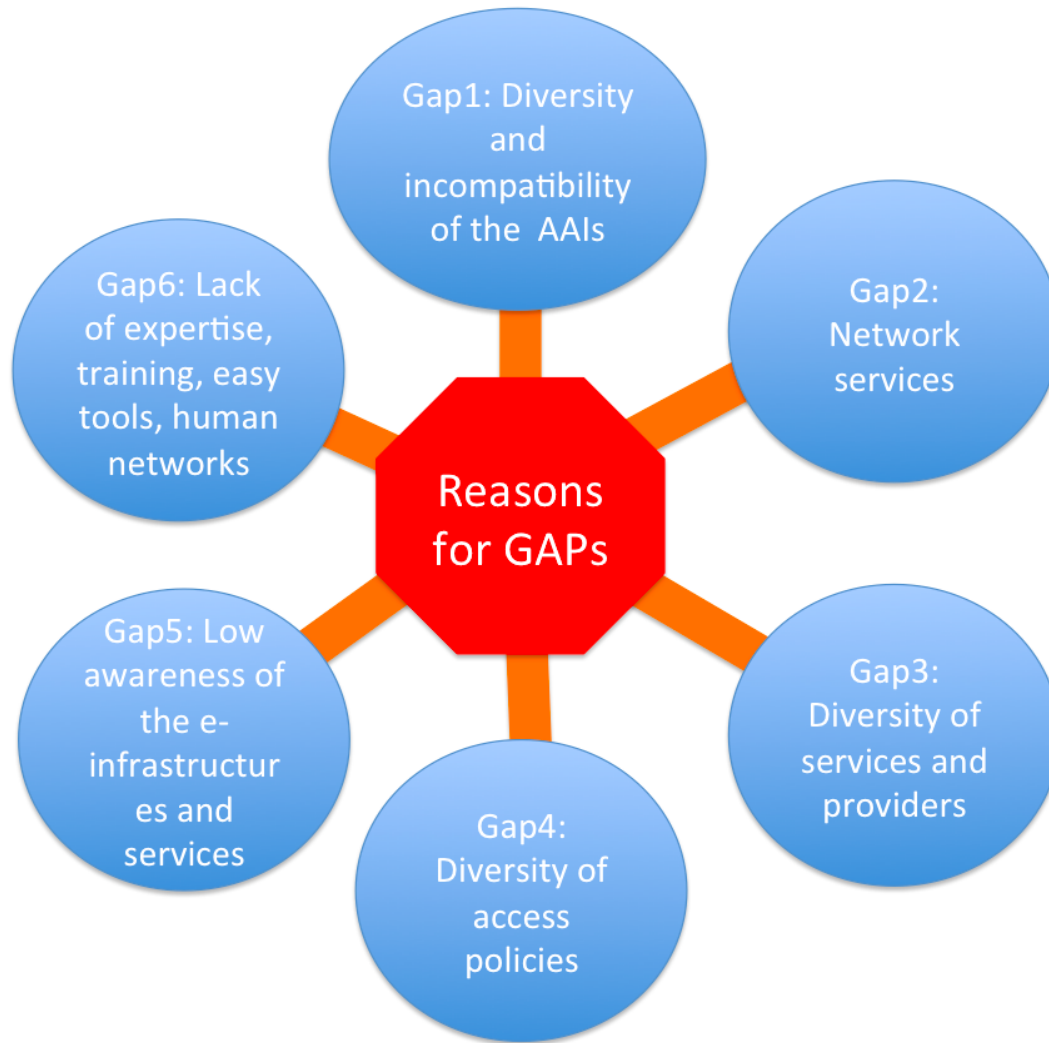 Gap1: Diversity
and
incompatibility
of the AAIs
Gap2:
Network
services
Gap6: Lack
of expertise,
training, easy
tools, human
networks
Reasons
for GAPs
Gap3:
Diversity of
services and
providers
Gap5: Low
awareness of
the e-
infrastructur
es and
services
Gap4:
Diversity of
access
policies